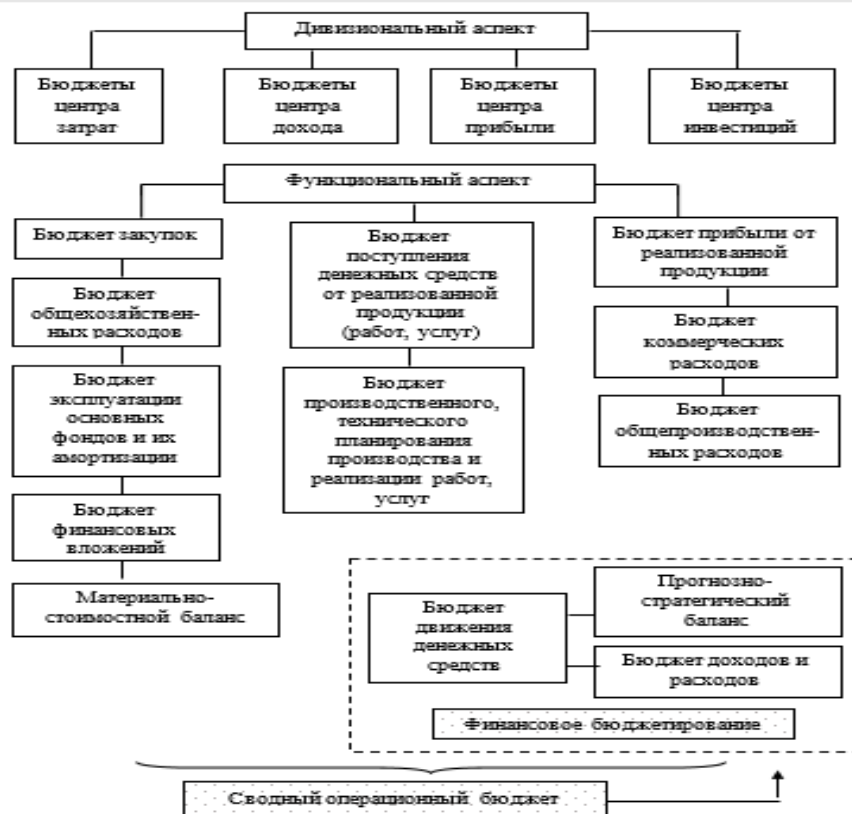 Дивизиональный аспект
Бюджеты
центра
затрат
Бюджеты
центра
дохода
Бюджеты
центра
прибыли
Бюджеты
центра
инвестиций
Функциональный аспект
Бюджет закупок
Бюджет
общехозяйствен-
ных расходов
Бюджет
эксплуатации
основных
фондов и их
амортизации
Бюджет
финансовых
вложений
Материально-
стоимостной баланс
Бюджет
поступления
денежных средств
от реализованной
продукции
(работ, услуг)
Бюджет
производственного,
технического
планирования
производства и
реализации работ,
услуг
Бюджет прибыли от
реализованной
продукции
Бюджет
коммерческих
расходов
Бюджет
общепроизводствен-
ных расходов
Бюджет
движения
денежных
средств
Прогнозно-
стратегический
баланс
Бюджет доходов и
расходов
Финансовое бюджетирование
Сводный операционный бюджет